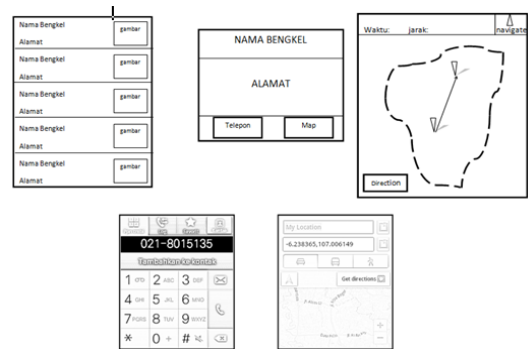 Nama Bengkel
gambar
Alamat
Nama Bengkel
gambar
Alamat
Nama Bengkel
gambar
Alamat
Nama Bengkel
gambar
Alamat
Nama Bengkel
gambar
Alamat
NAMA BENGKEL
ALAMAT
Telepon Map
Waktu: jarak: navigate
Direction
021-8015135
Tambahkan ke kontak
1 2 ABC 3 DEF
4 GHI 5 JKL 6 MNO
7 PQRS 8 TUV 9 WXYZ
* 0 + #
My Location
-6.238365,107.006149
Get directions